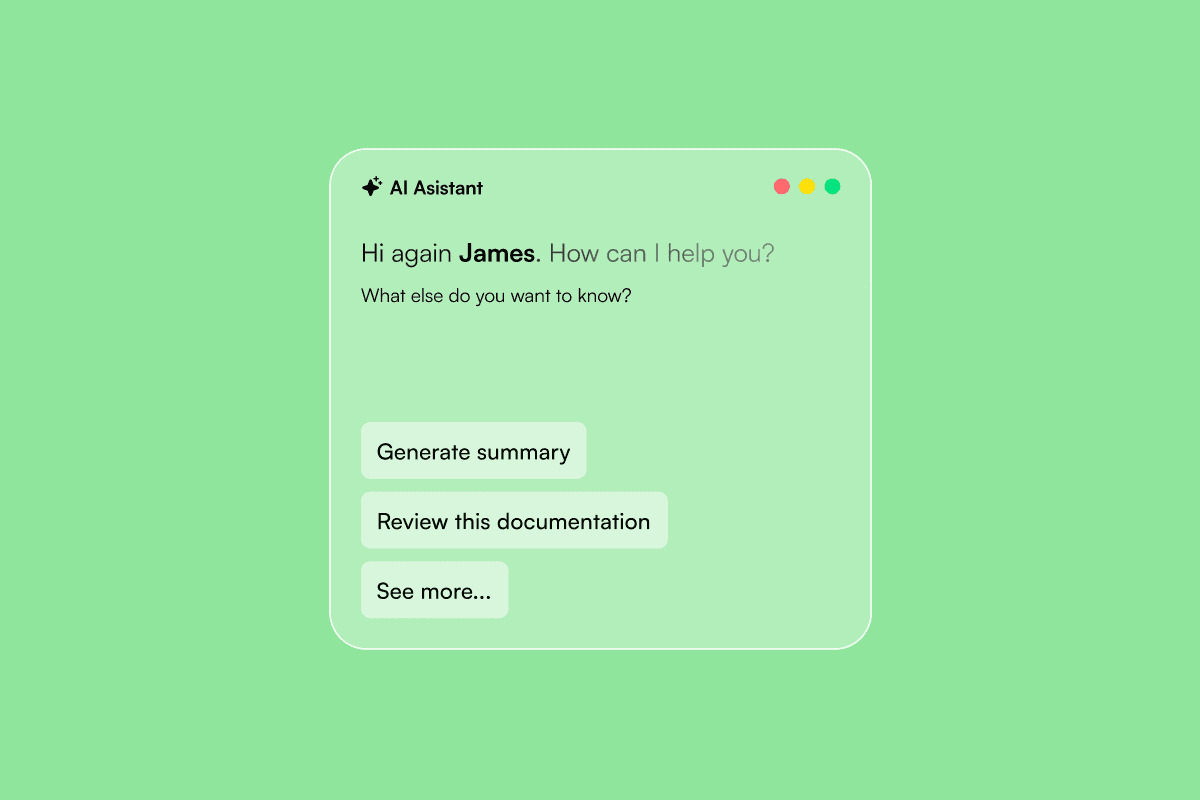 AI Asistant
Hi again James. How can I help you?
What else do you want to know?
Generate summary
Review this documentation
See more...